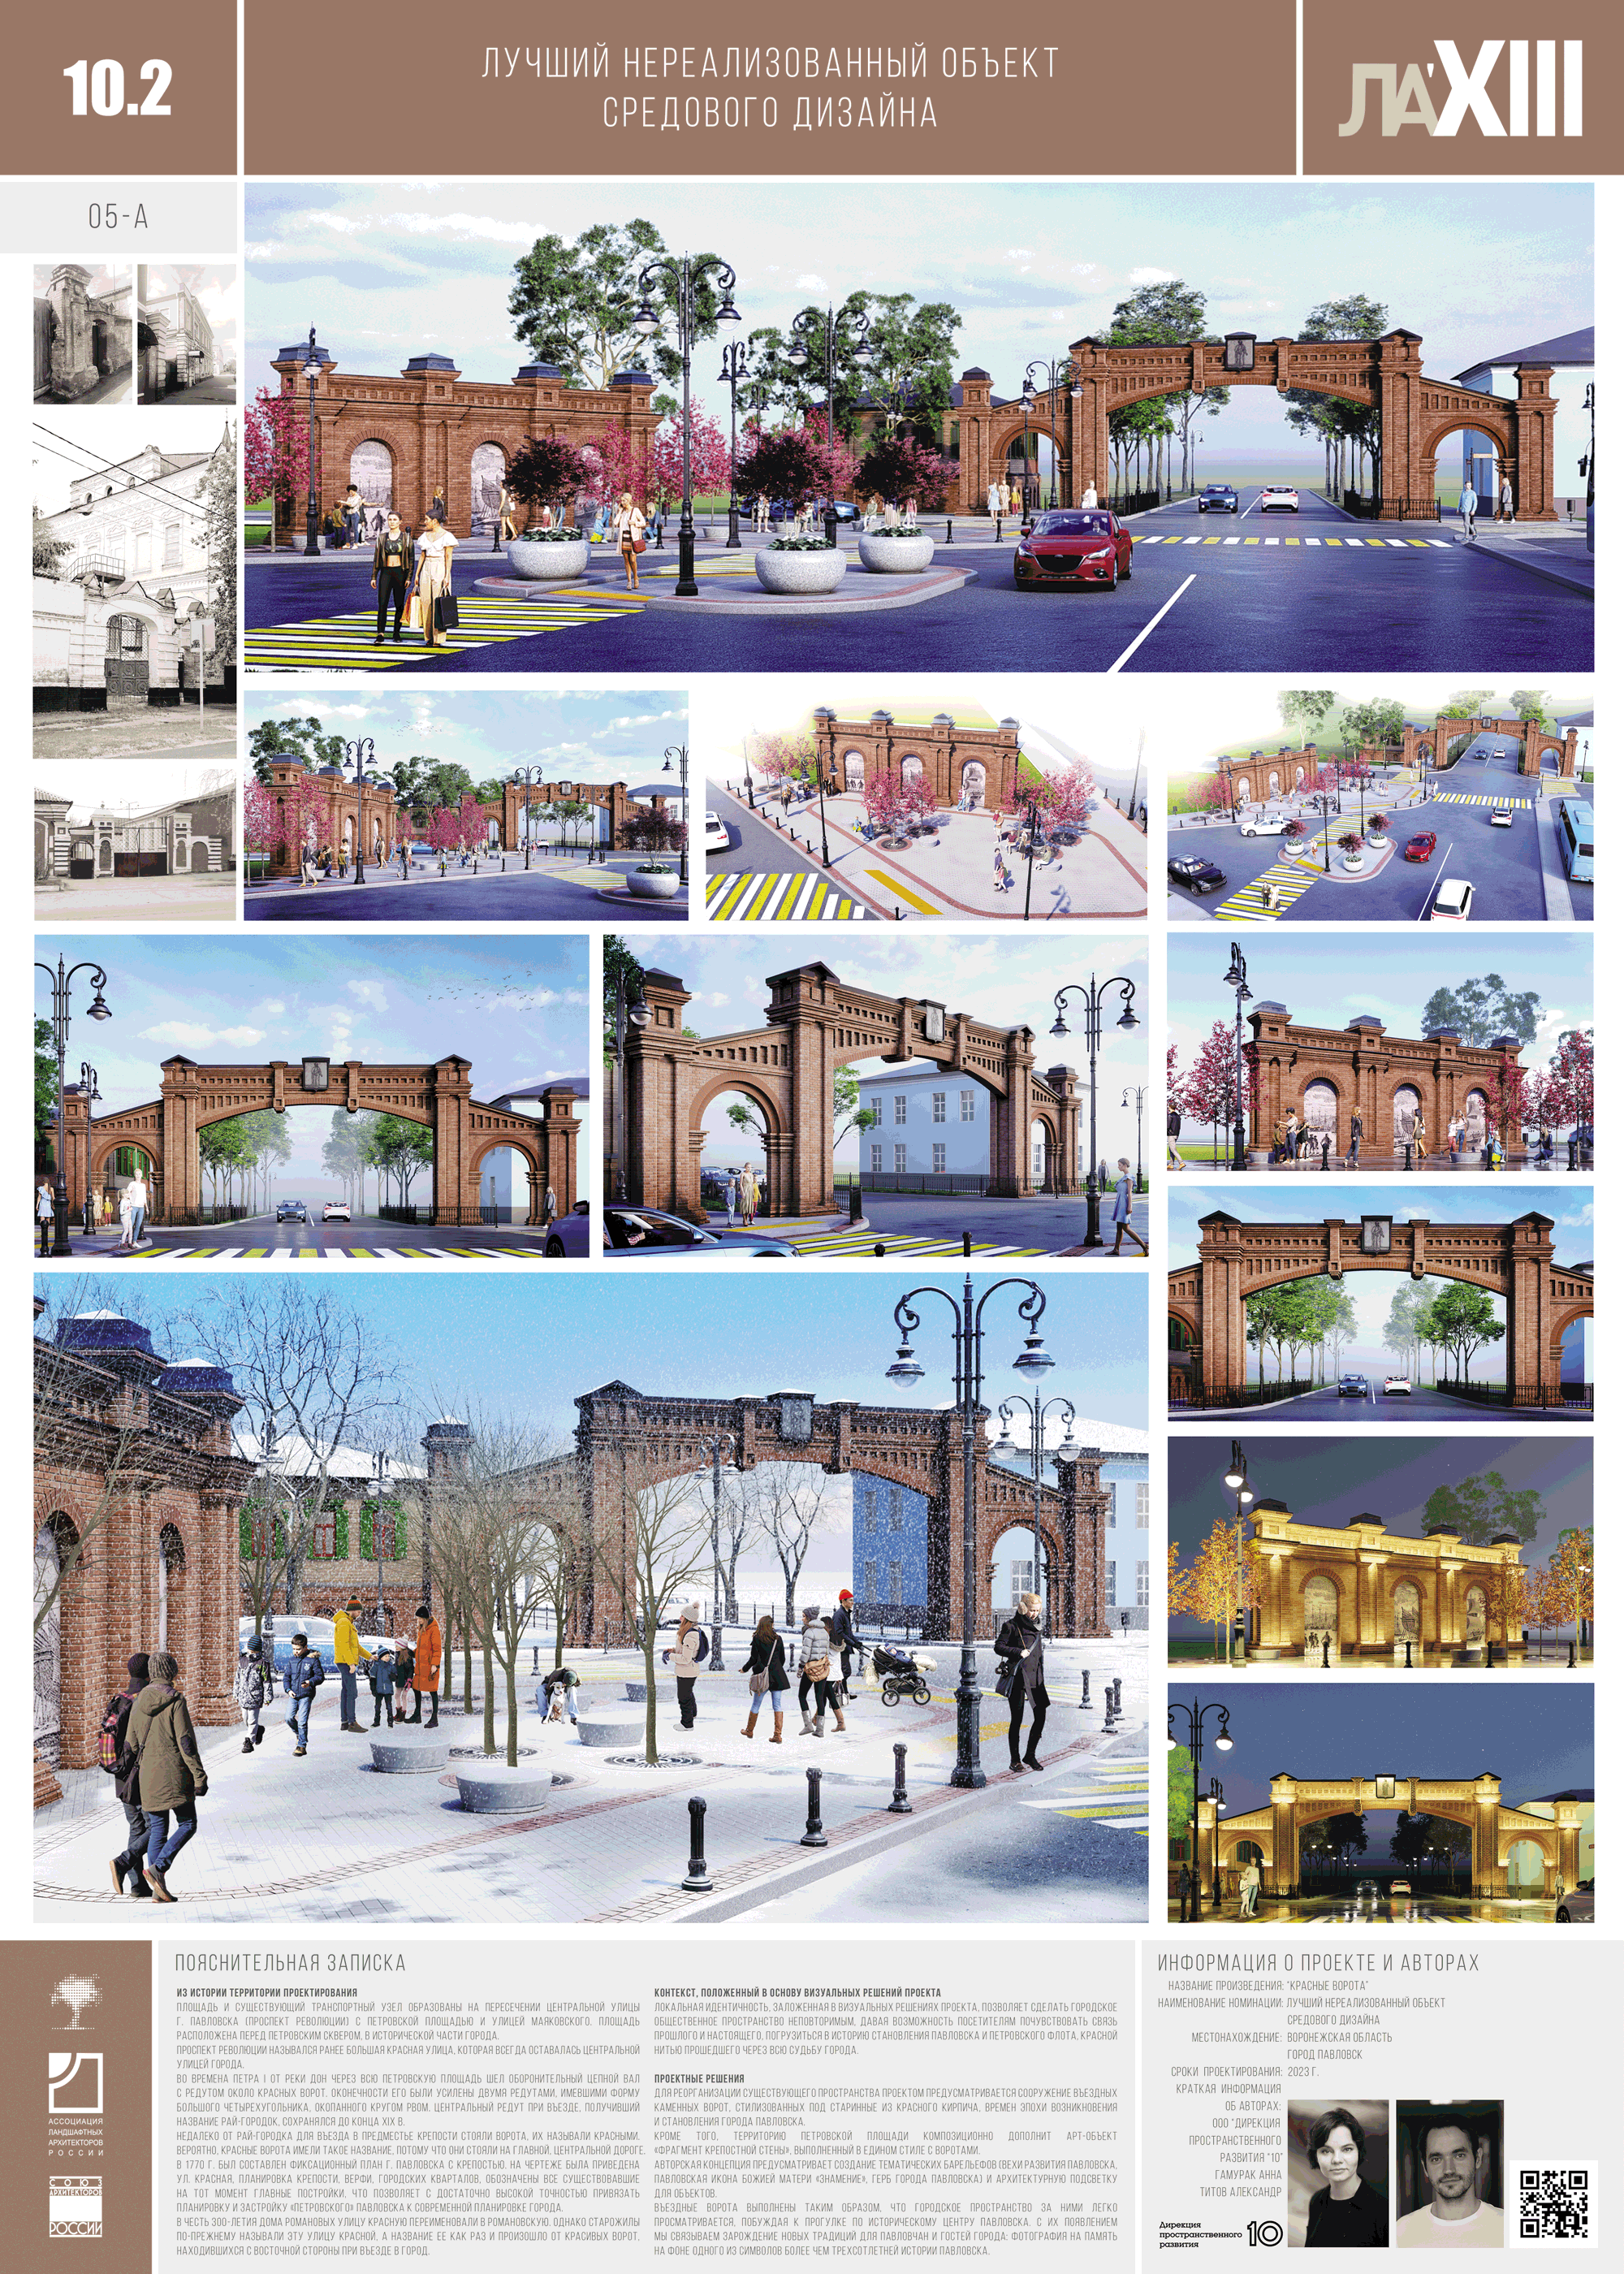 10.2
ЛУЧШИЙ НЕРЕАЛИЗОВАННЫЙ ОБЪЕКТ
СРЕДОВОГО ДИЗАЙНА
ЛА'XIII
05-А
АССОЦИАЦИЯ
ЛАНДШАФТНЫХ
АРХИТЕКТОРОВ
РОССИИ
СОЮЗ
АРХИТЕКТОРОВ
РОССИИ
ПОЯСНИТЕЛЬНАЯ ЗАПИСКА
ИЗ ИСТОРИИ ТЕРРИТОРИИ ПРОЕКТИРОВАНИЯ
ПЛОЩАДЬ И СУЩЕСТВУЮЩИЙ ТРАНСПОРТНЫЙ УЗЕЛ ОБРАЗОВАНЫ НА ПЕРЕСЕЧЕНИИ ЦЕНТРАЛЬНОЙ УЛИЦЫ
Г. ПАВЛОВСКА (ПРОСПЕКТ РЕВОЛЮЦИИ) С ПЕТРОВСКОЙ ПЛОЩАДЬЮ И УЛИЦЕЙ МАЯКОВСКОГО. ПЛОЩАДЬ
РАСПОЛОЖЕНА ПЕРЕД ПЕТРОВСКИМ СКВЕРОМ, В ИСТОРИЧЕСКОЙ ЧАСТИ ГОРОДА.
ПРОСПЕКТ РЕВОЛЮЦИИ НАЗЫВАЛСЯ РАНЕЕ БОЛЬШАЯ КРАСНАЯ УЛИЦА, КОТОРАЯ ВСЕГДА ОСТАВАЛАСЬ ЦЕНТРАЛЬНОЙ
УЛИЦЕЙ ГОРОДА.
ВО ВРЕМЕНА ПЕТРА I ОТ РЕКИ ДОН ЧЕРЕЗ ВСЮ ПЕТРОВСКУЮ ПЛОЩАДЬ ШЕЛ ОБОРОНИТЕЛЬНЫЙ ЦЕПНОЙ ВАЛ
С РЕДУТОМ ОКОЛО КРАСНЫХ ВОРОТ. ОКОНЕЧНОСТИ ЕГО БЫЛИ УСИЛЕНЫ ДВУМЯ РЕДУТАМИ, ИМЕВШИМИ ФОРМУ
БОЛЬШОГО ЧЕТЫРЕХУГОЛЬНИКА, ОКОПАННОГО КРУГОМ РВОМ. ЦЕНТРАЛЬНЫЙ РЕДУТ ПРИ ВЪЕЗДЕ, ПОЛУЧИВШИЙ
НАЗВАНИЕ РАЙ-ГОРОДОК, СОХРАНЯЛСЯ ДО КОНЦА XIX В.
НЕДАЛЕКО ОТ РАЙ-ГОРОДКА ДЛЯ ВЪЕЗДА В ПРЕДМЕСТЬЕ КРЕПОСТИ СТОЯЛИ ВОРОТА, ИХ НАЗЫВАЛИ КРАСНЫМИ,
ВЕРОЯТНО, КРАСНЫЕ ВОРОТА ИМЕЛИ ТАКОЕ НАЗВАНИЕ, ПОТОМУ ЧТО ОНИ СТОЯЛИ НА ГЛАВНОЙ, ЦЕНТРАЛЬНОЙ ДОРОГЕ.
В 1770 Г. БЫЛ СОСТАВЛЕН ФИКСАЦИОННЫЙ ПЛАН Г. ПАВЛОВСКА С КРЕПОСТЬЮ. НА ЧЕРТЕЖЕ БЫЛА ПРИВЕДЕНА
УЛ. КРАСНАЯ, ПЛАНИРОВКА КРЕПОСТИ, ВЕРФИ, ГОРОДСКИХ КВАРТАЛОВ, ОБОЗНАЧЕНЫ ВСЕ СУЩЕСТВОВАВШИЕ
НА ТОТ МОМЕНТ ГЛАВНЫЕ ПОСТРОЙКИ, ЧТО ПОЗВОЛЯЕТ С ДОСТАТОЧНО ВЫСОКОЙ ТОЧНОСТЬЮ ПРИВЯЗАТЬ
ПЛАНИРОВКУ И ЗАСТРОЙКУ «ПЕТРОВСКОГО» ПАВЛОВСКА К СОВРЕМЕННОЙ ПЛАНИРОВКЕ ГОРОДА.
В ЧЕСТЬ 300-ЛЕТИЯ ДОМА РОМАНОВЫХ УЛИЦУ КРАСНУЮ ПЕРЕИМЕНОВАЛИ В РОМАНОВСКУЮ. ОДНАКО СТАРОЖИЛЫ
ПО-ПРЕЖНЕМУ НАЗЫВАЛИ ЭТУ УЛИЦУ КРАСНОЙ, А НАЗВАНИЕ ЕЕ КАК РАЗ И ПРОИЗОШЛО ОТ КРАСИВЫХ ВОРОТ,
НАХОДИВШИХСЯ С ВОСТОЧНОЙ СТОРОНЫ ПРИ ВЪЕЗДЕ В ГОРОД.
КОНТЕКСТ, ПОЛОЖЕННЫЙ В ОСНОВУ ВИЗУАЛЬНЫХ РЕШЕНИЙ ПРОЕКТА
ЛОКАЛЬНАЯ ИДЕНТИЧНОСТЬ, ЗАЛОЖЕННАЯ В ВИЗУАЛЬНЫХ РЕШЕНИЯХ ПРОЕКТА, ПОЗВОЛЯЕТ СДЕЛАТЬ ГОРОДСКОЕ
ОБЩЕСТВЕННОЕ ПРОСТРАНСТВО НЕПОВТОРИМЫМ, ДАВАЯ ВОЗМОЖНОСТЬ ПОСЕТИТЕЛЯМ ПОЧУВСТВОВАТЬ СВЯЗЬ
ПРОШЛОГО И НАСТОЯЩЕГО, ПОГРУЗИТЬСЯ В ИСТОРИЮ СТАНОВЛЕНИЯ ПАВЛОВСКА И ПЕТРОВСКОГО ФЛОТА, КРАСНОЙ
НИТЬЮ ПРОШЕДШЕГО ЧЕРЕЗ ВСЮ СУДЬБУ ГОРОДА.
ПРОЕКТНЫЕ РЕШЕНИЯ
ДЛЯ РЕОРГАНИЗАЦИИ СУЩЕСТВУЮЩЕГО ПРОСТРАНСТВА ПРОЕКТОМ ПРЕДУСМАТРИВАЕТСЯ СООРУЖЕНИЕ ВЪЕЗДНЫХ
КАМЕННЫХ ВОРОТ, СТИЛИЗОВАННЫХ ПОД СТАРИННЫЕ ИЗ КРАСНОГО КИРПИЧА, ВРЕМЕН ЭПОХИ ВОЗНИКНОВЕНИЯ
И СТАНОВЛЕНИЯ ГОРОДА ПАВЛОВСКА.
КРОМЕ ТОГО, ТЕРРИТОРИЮ ПЕТРОВСКОЙ ПЛОЩАДИ КОМПОЗИЦИОННО ДОПОЛНИТ АРТ-ОБЪЕКТ
«ФРАГМЕНТ КРЕПОСТНОЙ СТЕНЫ», ВЫПОЛНЕННЫЙ В ЕДИНОМ СТИЛЕ С ВОРОТАМИ.
АВТОРСКАЯ КОНЦЕПЦИЯ ПРЕДУСМАТРИВАЕТ СОЗДАНИЕ ТЕМАТИЧЕСКИХ БАРЕЛЬЕФОВ (ВЕХИ РАЗВИТИЯ ПАВЛОВСКА,
ПАВЛОВСКАЯ ИКОНА БОЖИЕЙ МАТЕРИ «ЗНАМЕНИЕ», ГЕРБ ГОРОДА ПАВЛОВСКА) И АРХИТЕКТУРНУЮ ПОДСВЕТКУ
ДЛЯ ОБЪЕКТОВ.
ВЪЕЗДНЫЕ ВОРОТА ВЫПОЛНЕНЫ ТАКИМ ОБРАЗОМ, ЧТО ГОРОДСКОЕ ПРОСТРАНСТВО ЗА НИМИ ЛЕГКО
ПРОСМАТРИВАЕТСЯ, ПОБУЖДАЯ К ПРОГУЛКЕ ПО ИСТОРИЧЕСКОМУ ЦЕНТРУ ПАВЛОВСКА. С ИХ ПОЯВЛЕНИЕМ
МЫ СВЯЗЫВАЕМ ЗАРОЖДЕНИЕ НОВЫХ ТРАДИЦИЙ ДЛЯ ПАВЛОВЧАН И ГОСТЕЙ ГОРОДА: ФОТОГРАФИЯ НА ПАМЯТЬ
НА ФОНЕ ОДНОГО ИЗ СИМВОЛОВ БОЛЕЕ ЧЕМ ТРЕХСОТЛЕТНЕЙ ИСТОРИИ ПАВЛОВСКА.
ИНФОРМАЦИЯ О ПРОЕКТЕ И АВТОРАХ
НАЗВАНИЕ ПРОИЗВЕДЕНИЯ: "КРАСНЫЕ ВОРОТА"
НАИМЕНОВАНИЕ НОМИНАЦИИ: ЛУЧШИЙ НЕРЕАЛИЗОВАННЫЙ ОБЪЕКТ
СРЕДОВОГО ДИЗАЙНА
МЕСТОНАХОЖДЕНИЕ: ВОРОНЕЖСКАЯ ОБЛАСТЬ
ГОРОД ПАВЛОВСК
СРОКИ ПРОЕКТИРОВАНИЯ: 2023 Г.
КРАТКАЯ ИНФОРМАЦИЯ
ОБ АВТОРАХ:
ООО "ДИРЕКЦИЯ
ПРОСТРАНСТВЕННОГО
РАЗВИТИЯ "10"
ГАМУРАК АННА
ТИТОВ АЛЕКСАНДР
Дирекция
пространственного
развития
10